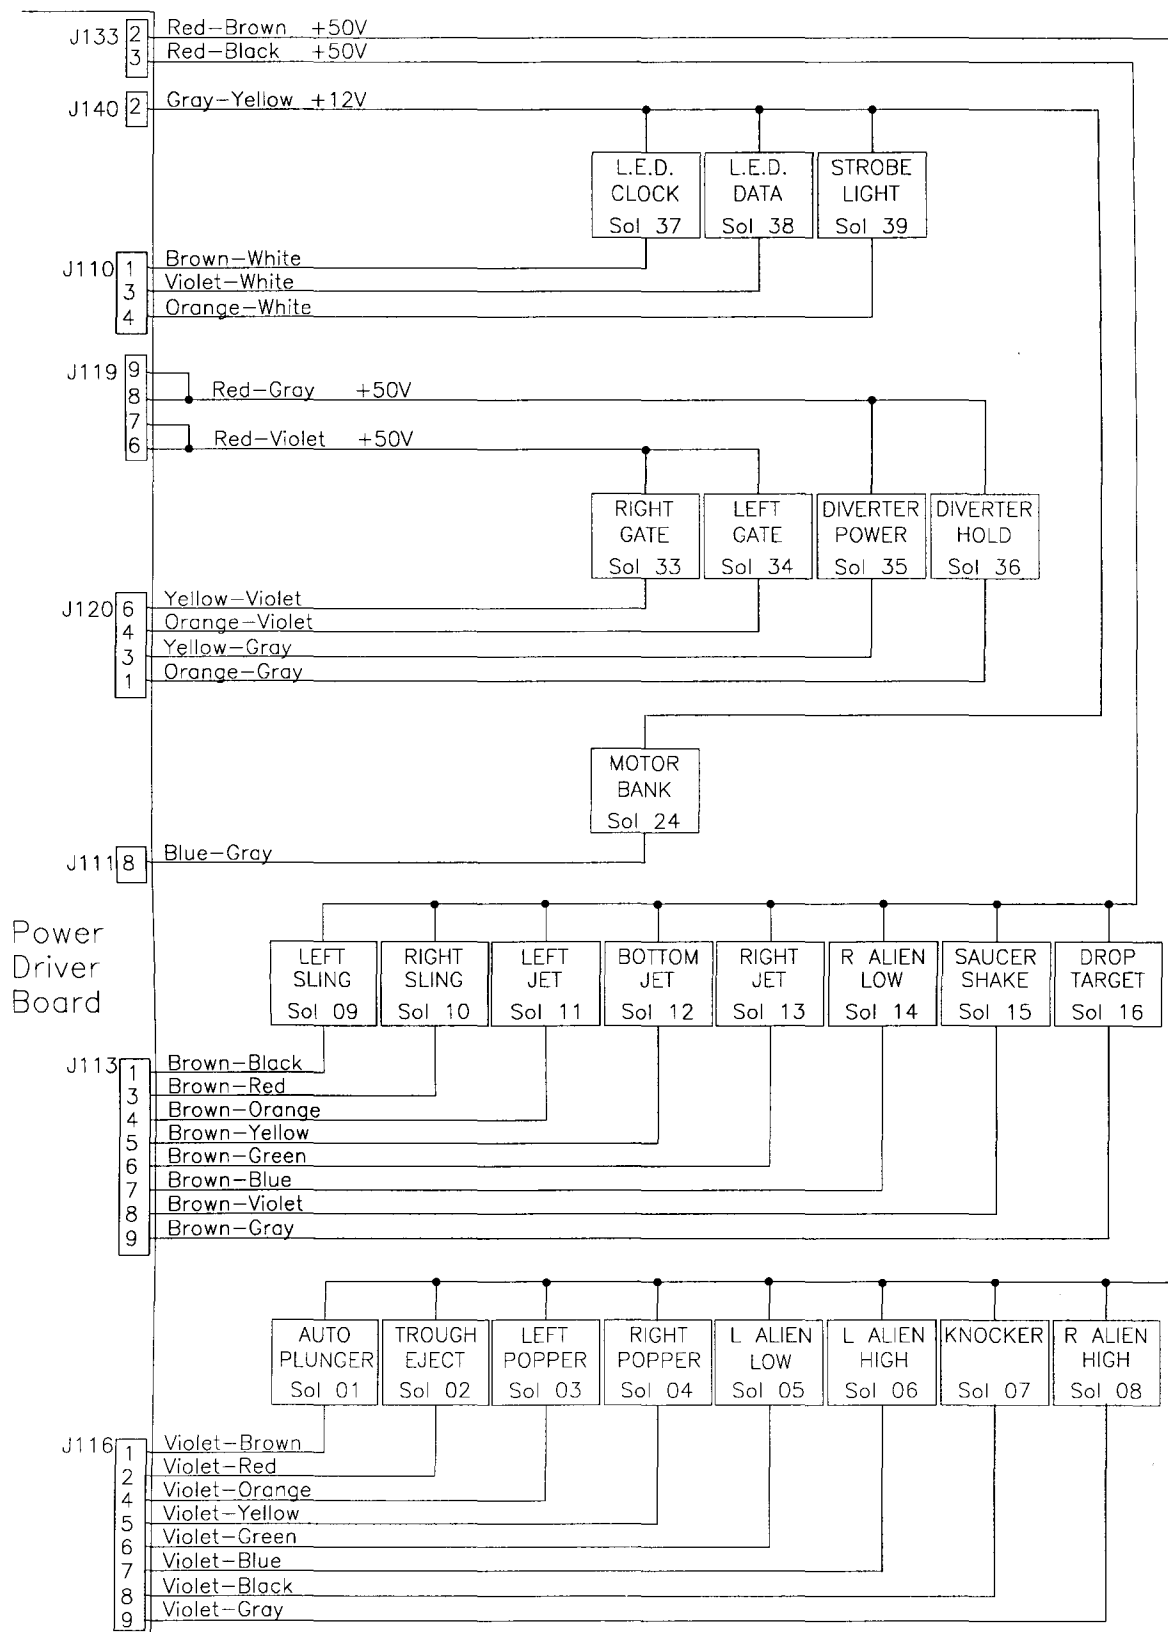 J133 2 Red-Brown +50V
3 Red-Black +50V
J140 2 Gray-Yellow +12V
L.E.D. CLOCK Sol 37
L.E.D. DATA Sol 38
STROBE LIGHT Sol 39
J110 1 Brown-White
3 Violet-White
4 Orange-White
J119 9
8 Red-Gray +50V
7
6 Red-Violet +50V
RIGHT GATE Sol 33
LEFT GATE Sol 34
DIVERTER POWER Sol 35
DIVERTER HOLD Sol 36
J120 6 Yellow-Violet
4 Orange-Violet
3 Yellow-Gray
1 Orange-Gray
MOTOR BANK Sol 24
J111 8 Blue-Gray
Power
Driver
Board
LEFT SLING Sol 09
RIGHT SLING Sol 10
LEFT JET Sol 11
BOTTOM JET Sol 12
RIGHT JET Sol 13
R ALIEN LOW Sol 14
SAUCER SHAKE Sol 15
DROP TARGET Sol 16
J113 1 Brown-Black
3 Brown-Red
4 Brown-Orange
5 Brown-Yellow
6 Brown-Green
7 Brown-Blue
8 Brown-Violet
9 Brown-Gray
AUTO PLUNGER Sol 01
TROUGH EJECT Sol 02
LEFT POPPER Sol 03
RIGHT POPPER Sol 04
L ALIEN LOW Sol 05
L ALIEN HIGH Sol 06
KNOCKER Sol 07
R ALIEN HIGH Sol 08
J116 1 Violet-Brown
2 Violet-Red
4 Violet-Orange
5 Violet-Yellow
6 Violet-Green
7 Violet-Blue
8 Violet-Black
9 Violet-Gray